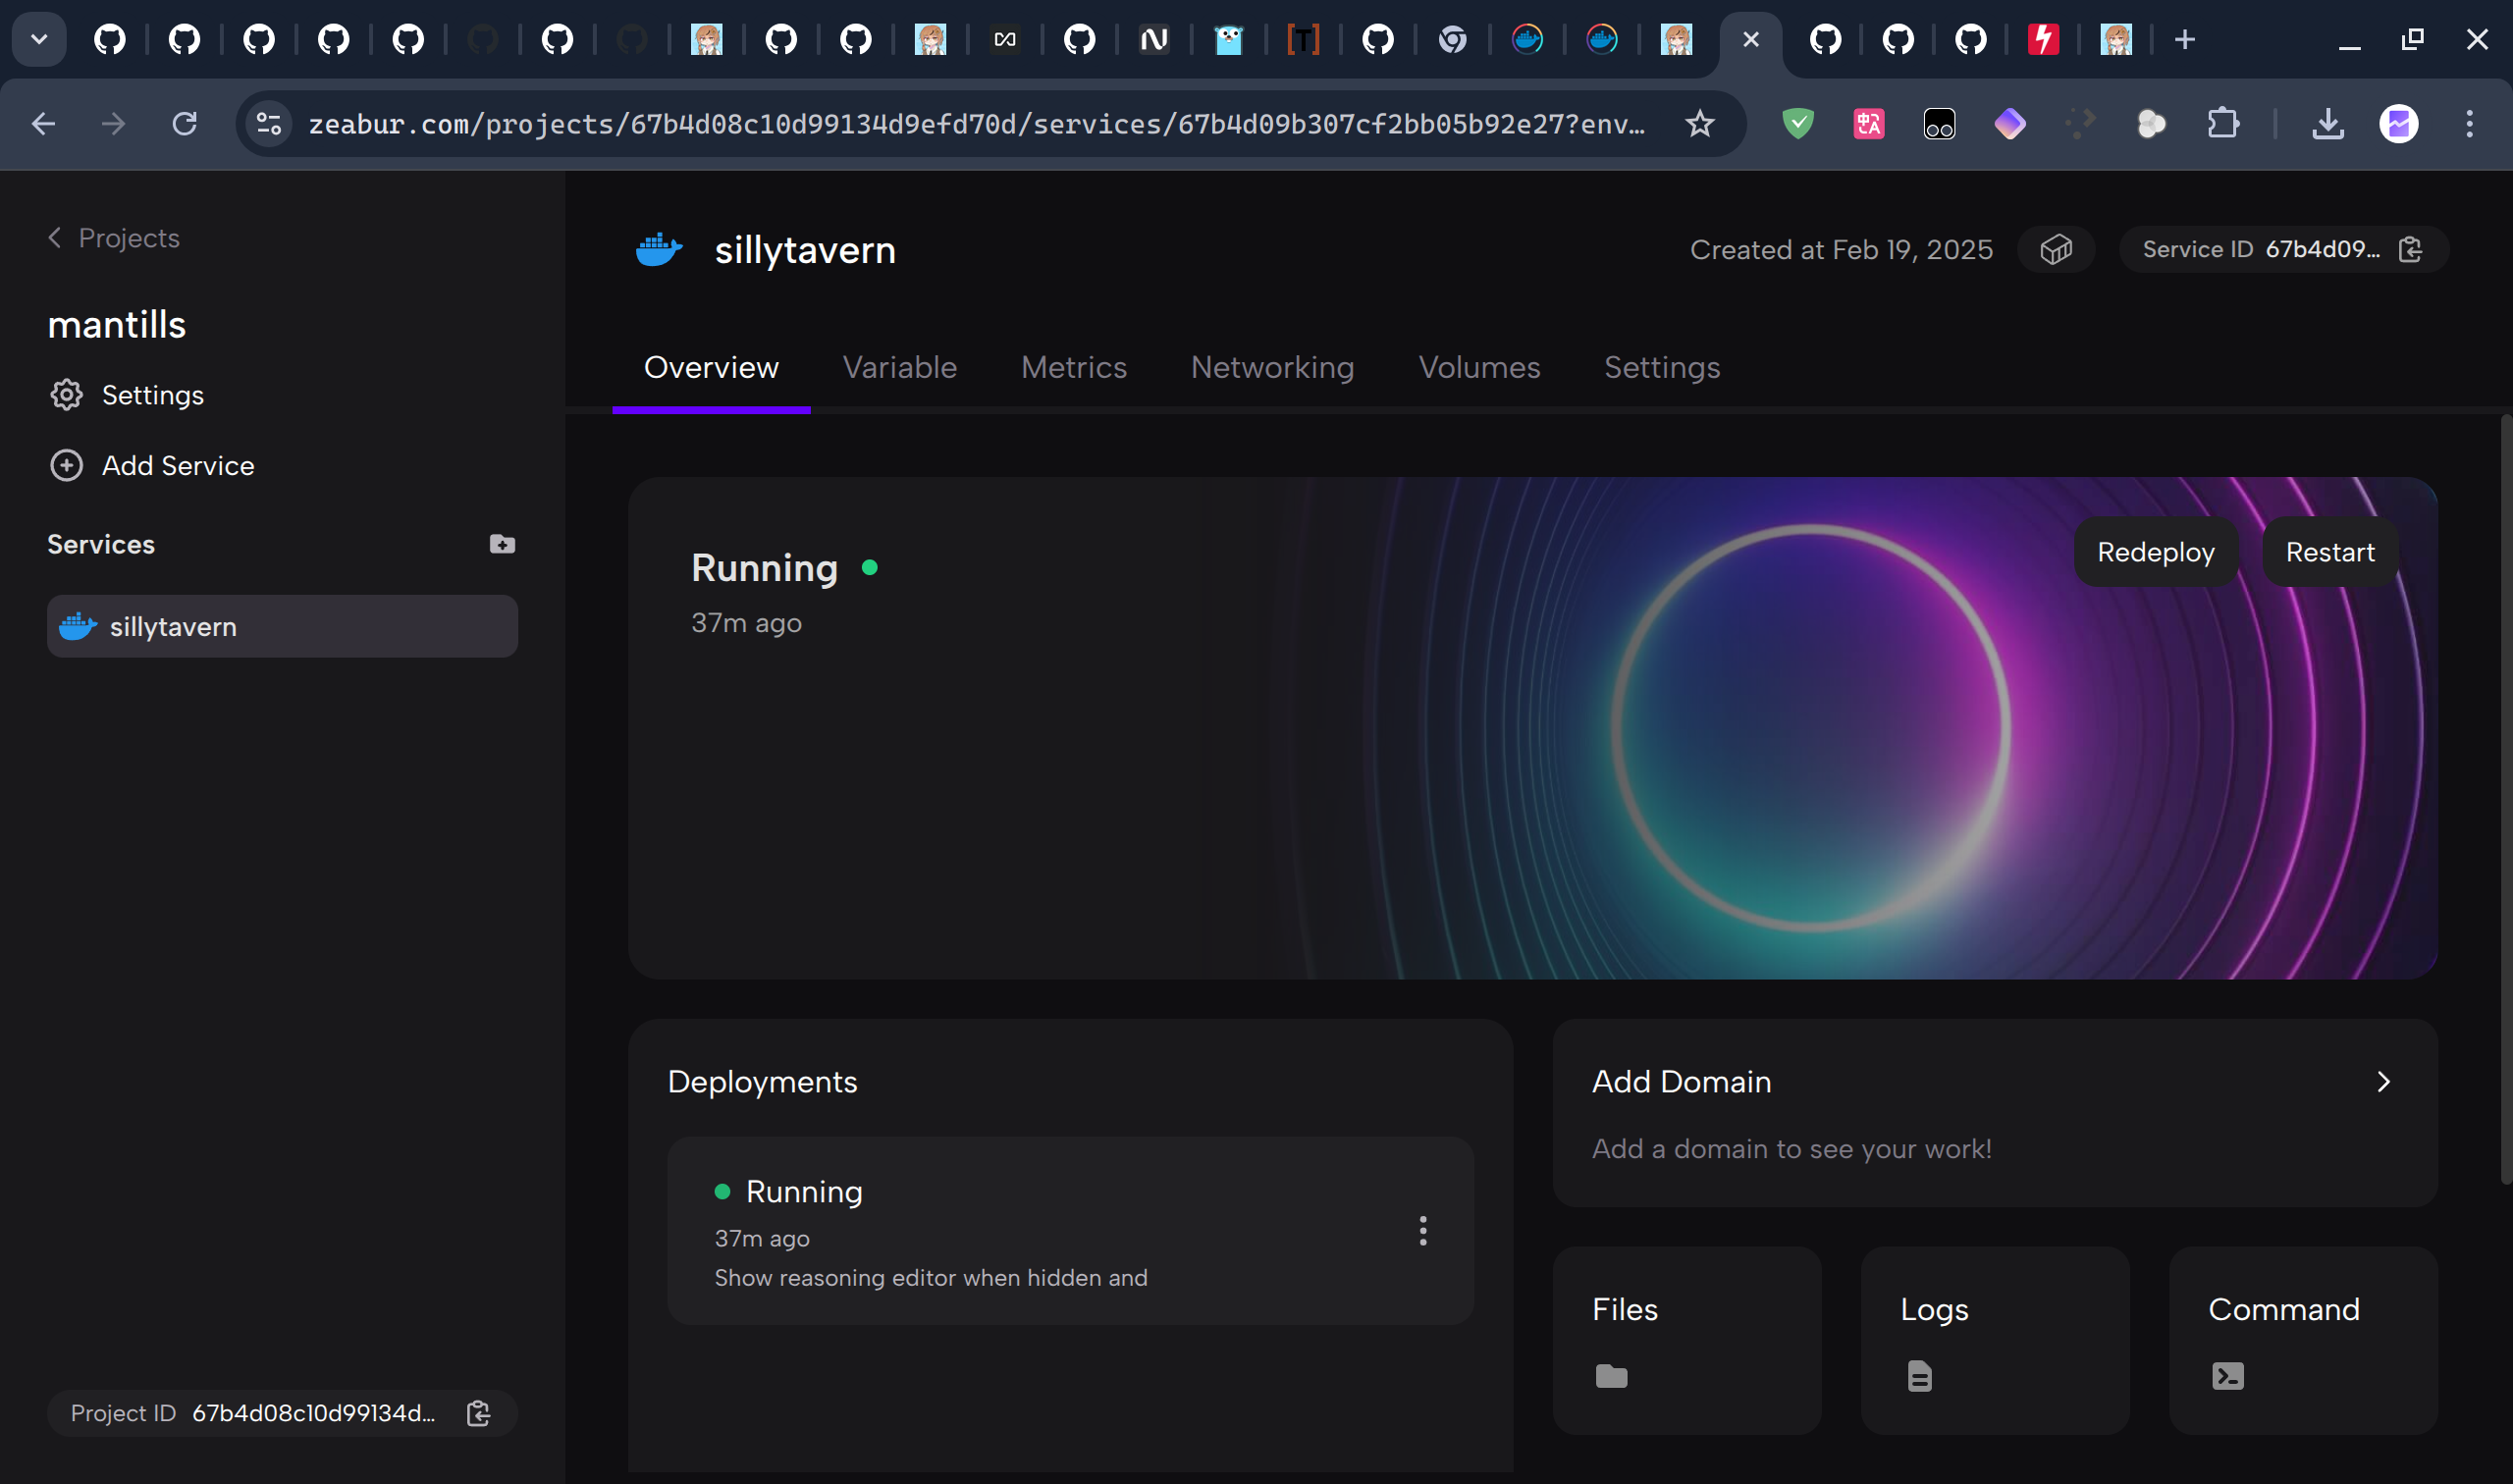 zeabur.com/projects/67b4d08c10d99134d9efd70d/services/67b4d09b307cf2bb05b92e27?env...
Projects
mantills
Settings
Add Service
Services
sillytavern
Project ID 67b4d08c10d99134d...
sillytavern
Created at Feb 19, 2025
Service ID 67b4d09...
Overview Variable Metrics Networking Volumes Settings
Running
37m ago
Redeploy Restart
Deployments
Running
37m ago
Show reasoning editor when hidden and
Add Domain
Add a domain to see your work!
Files
Logs
Command